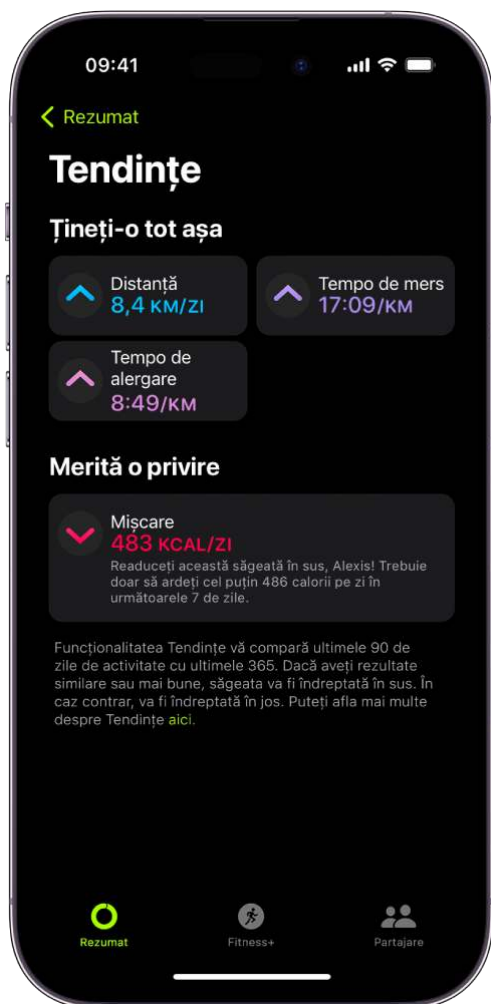 09:41
Rezumat
Tendințe
Țineți-o tot așa
Distanță
8,4 KM/ZI
Tempo de mers
17:09/KM
Tempo de
alergare
8:49/KM
Merită o privire
Mișcare
483 KCAL/ZI
Readuceți această săgeată în sus, Alexis! Trebuie
doar să ardeți cel puțin 486 calorii pe zi în
următoarele 7 de zile.
Funcționalitatea Tendințe vă compară ultimele 90 de
zile de activitate cu ultimele 365. Dacă aveți rezultate
similare sau mai bune, săgeata va fi îndreptată în sus. În
caz contrar, va fi îndreptată în jos. Puteți afla mai multe
despre Tendințe aici.
Rezumat
Fitness+
Partajare